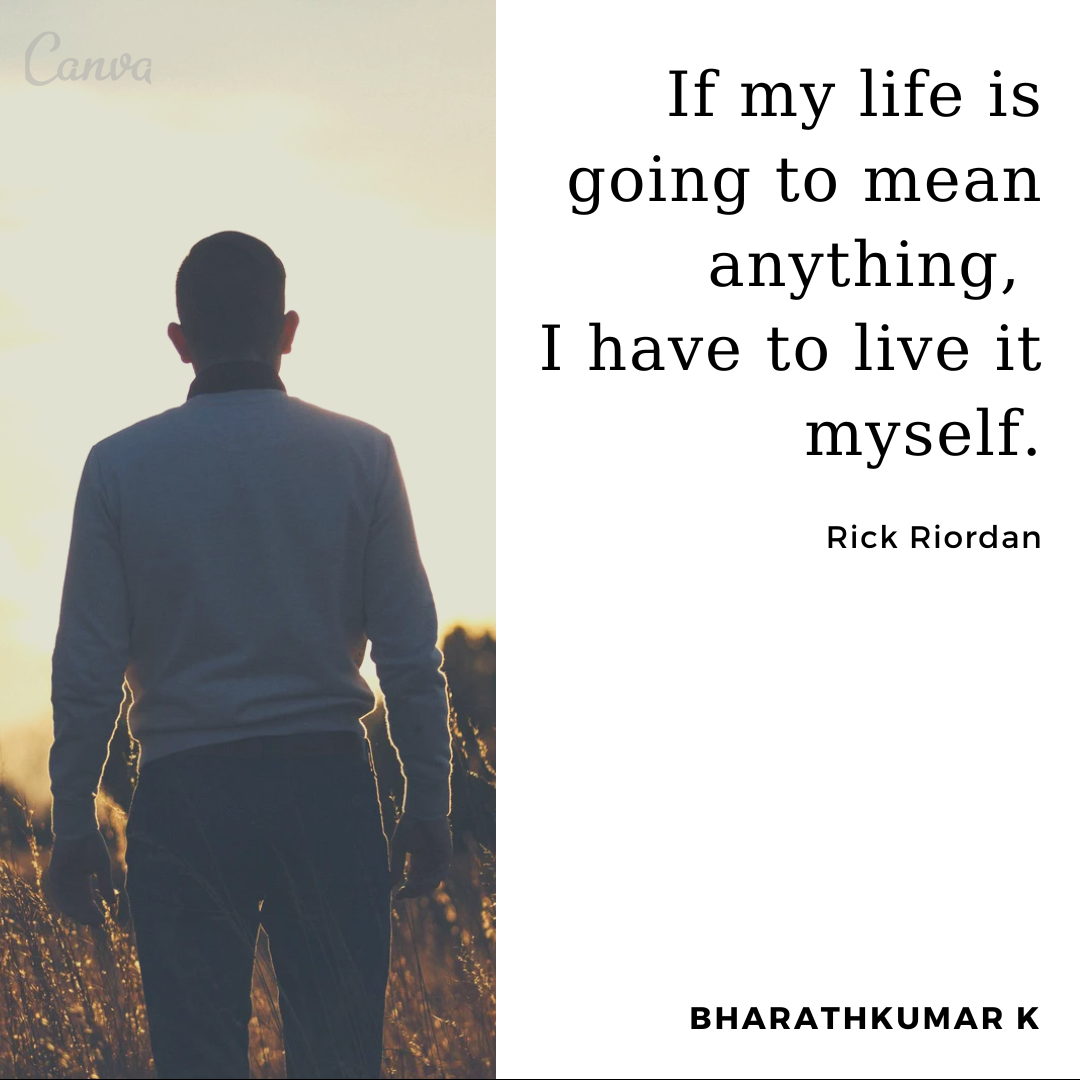 Canva
If my life is
going to mean
anything,
I have to live it
myself.
Rick Riordan
BHARATHKUMAR K